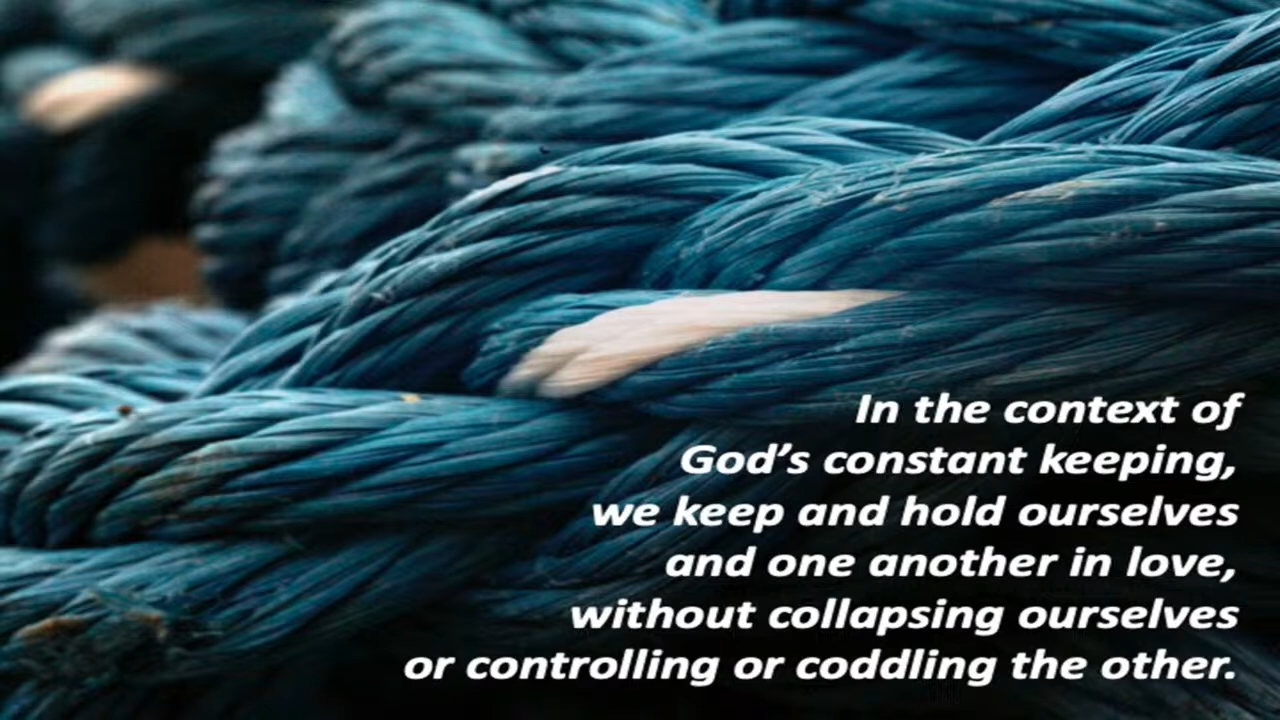 In the context of
God’s constant keeping,
we keep and hold ourselves
and one another in love,
without collapsing ourselves
or controlling or coddling the other.